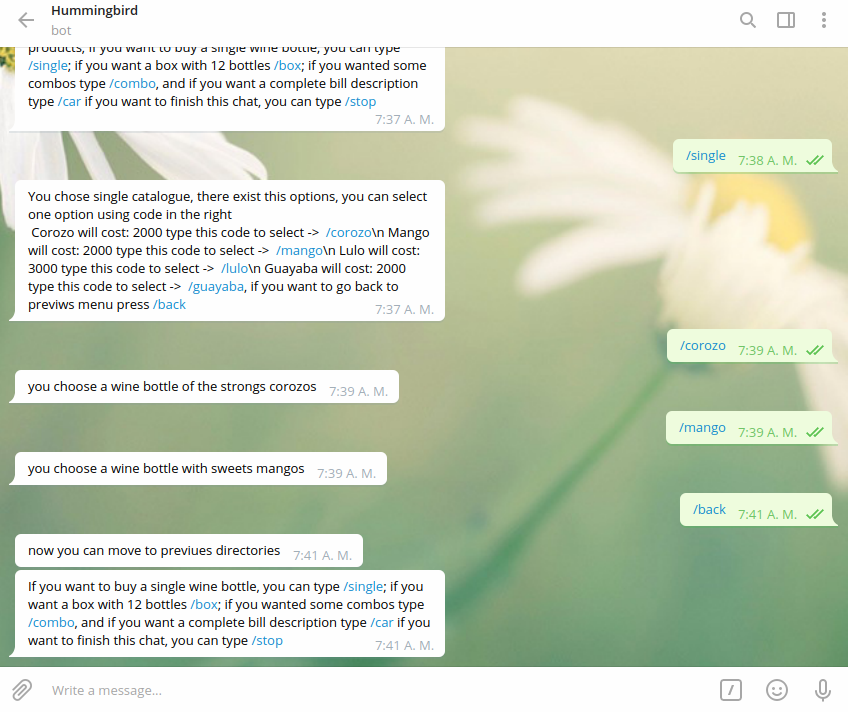 Hummingbird
bot
products, if you want to buy a single wine bottle, you can type
/single; if you want a box with 12 bottles /box; if you wanted some
combos type /combo, and if you want a complete bill description
type /car if you want to finish this chat, you can type /stop
7:37 A. M.
/single 7:38 A. M.
You chose single catalogue, there exist this options, you can select
one option using code in the right
Corozo will cost: 2000 type this code to select -> /corozo\n Mango
will cost: 2000 type this code to select -> /mango\n Lulo will cost:
3000 type this code to select -> /lulo\n Guayaba will cost: 2000
type this code to select -> /guayaba, if you want to go back to
previws menu press /back
7:37 A. M.
/corozo 7:39 A. M.
you choose a wine bottle of the strongs corozos 7:39 A. M.
/mango 7:39 A. M.
you choose a wine bottle with sweets mangos 7:39 A. M.
/back 7:41 A. M.
now you can move to previues directories 7:41 A. M.
If you want to buy a single wine bottle, you can type /single; if you
want a box with 12 bottles /box; if you wanted some combos type
/combo, and if you want a complete bill description type /car if you
want to finish this chat, you can type /stop
7:41 A. M.
Write a message...